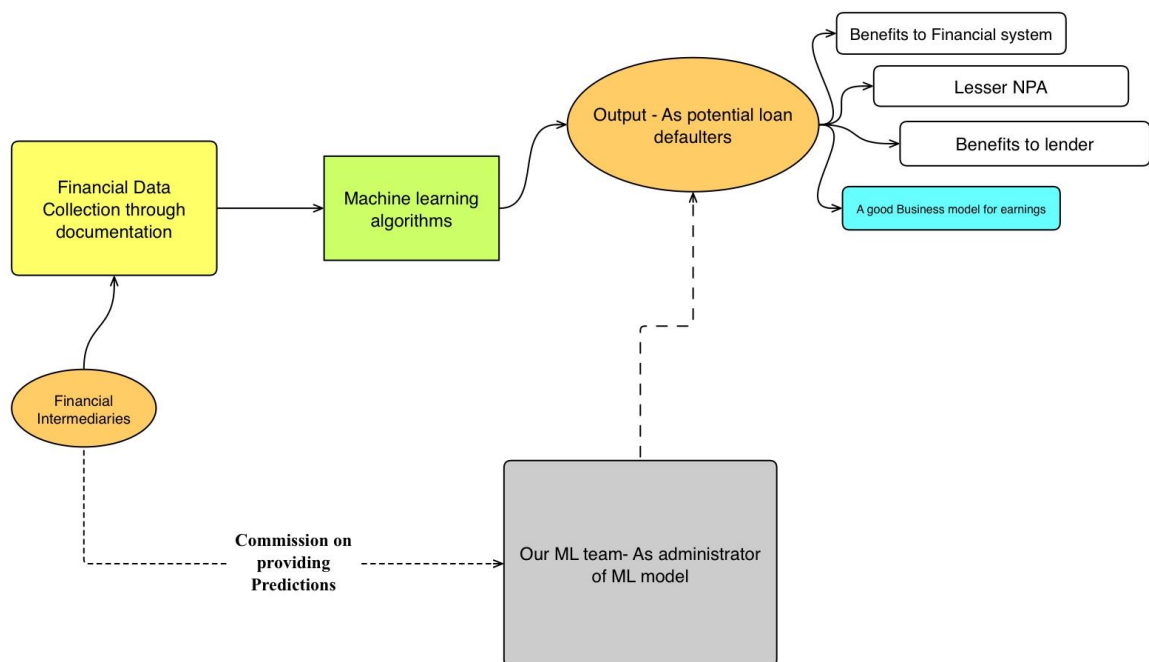 Benefits to Financial system
Lesser NPA
Output - As potential loan
defaulters
Benefits to lender
Financial Data
Collection through
documentation
Machine learning
algorithms
A good Business model for earnings
Financial
Intermediaries
Commission on
providing
Predictions
Our ML team- As administrator
of ML model